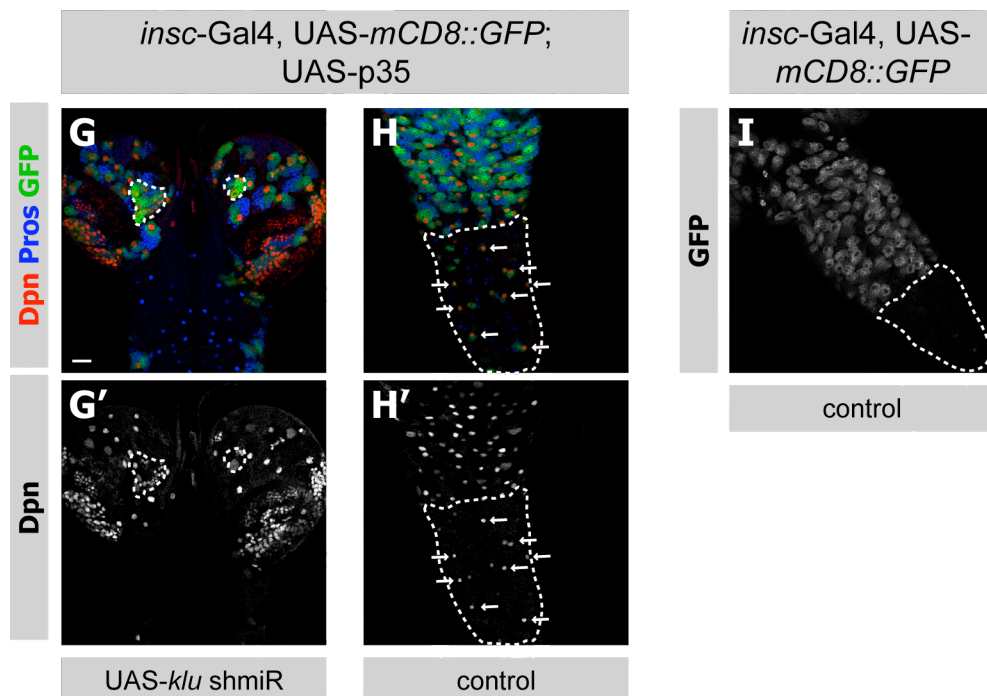 insc-Gal4, UAS-mCD8::GFP;
UAS-p35
insc-Gal4, UAS-
mCD8::GFP
Dpn Pros GFP
G
H
GFP
I
Dpn
G′
H′
control
UAS-klu shmiR
control